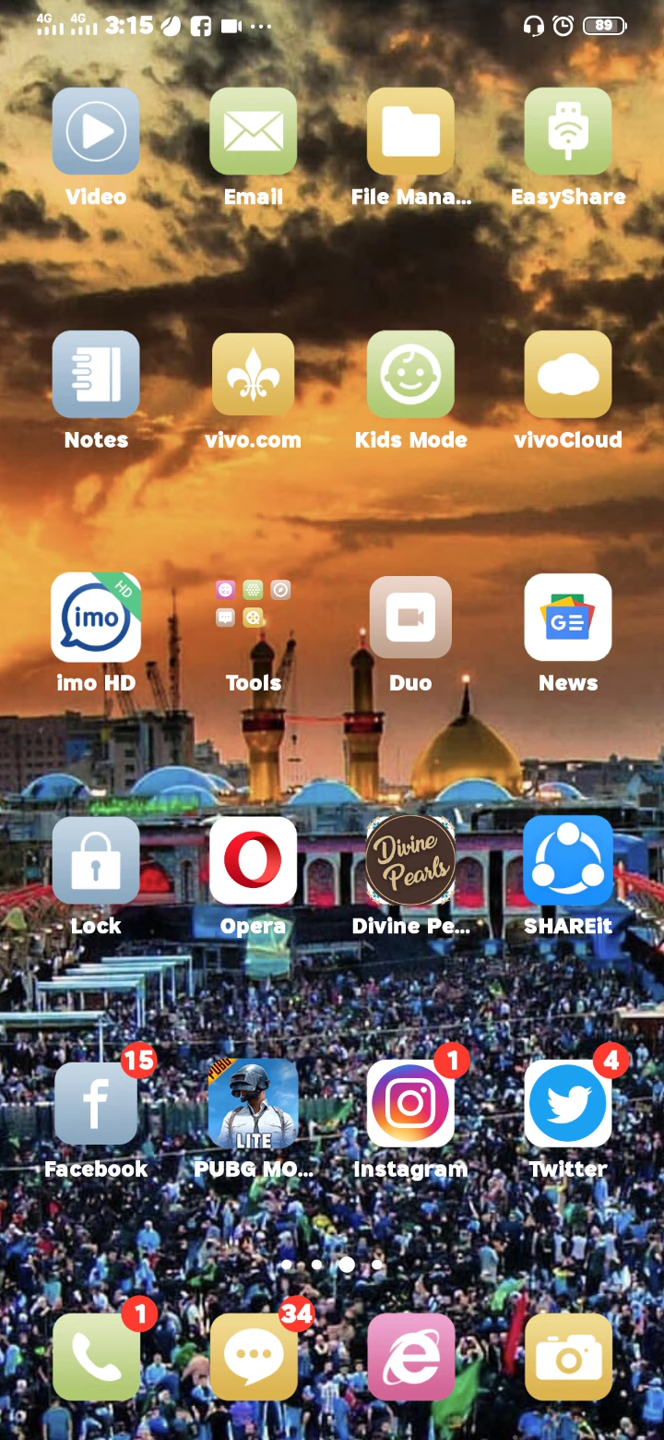 4G 4G 3:15 89
Video Email File Mana... EasyShare
Notes vivo.com Kids Mode vivoCloud
HD
imo
GE
imo HD Tools Duo News
Divine
Pearls
Lock Opera Divine Pe... SHAREit
15 1 4
PUBG
LITE
Facebook PUBG MO... Instagram Twitter
1 34